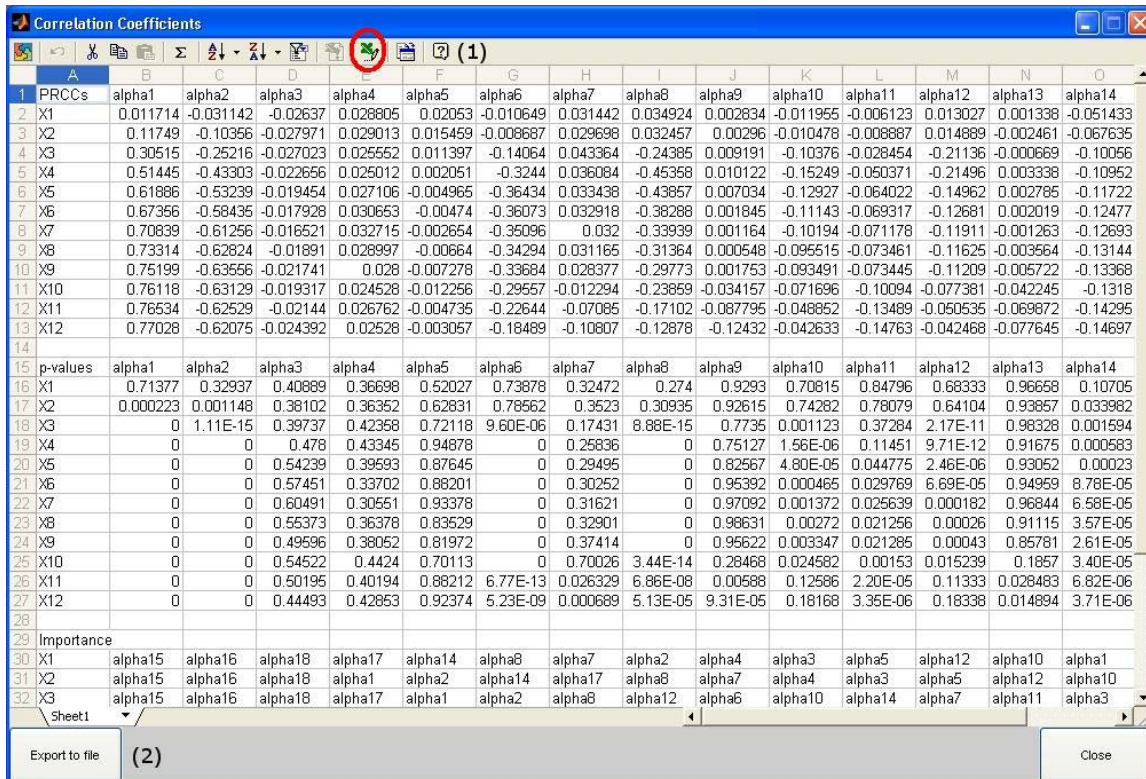 Correlation Coefficients
Σ A Z Z A ? (1)
A B C D E F G H I J K L M N O
1 PRCCs alpha1 alpha2 alpha3 alpha4 alpha5 alpha6 alpha7 alpha8 alpha9 alpha10 alpha11 alpha12 alpha13 alpha14
2 X1 0.011714 -0.031142 -0.02637 0.028805 0.02053 -0.010649 0.031442 0.034924 0.002834 -0.011955 -0.006123 0.013027 0.001338 -0.051433
3 X2 0.11749 -0.10356 -0.027971 0.029013 0.015459 -0.008687 0.029698 0.032457 0.00296 -0.010478 -0.008887 0.014889 -0.002461 -0.067635
4 X3 0.30515 -0.25216 -0.027023 0.025552 0.011397 -0.14064 0.043364 -0.24385 0.009191 -0.10376 -0.028454 -0.21136 -0.000669 -0.10056
5 X4 0.51445 -0.43303 -0.022656 0.025012 0.002051 -0.3244 0.036084 -0.45358 0.010122 -0.15249 -0.050371 -0.21496 0.003338 -0.10952
6 X5 0.61886 -0.53239 -0.019454 0.027106 -0.004965 -0.36434 0.033438 -0.43857 0.007034 -0.12927 -0.064022 -0.14962 0.002785 -0.11722
7 X6 0.67356 -0.58435 -0.017928 0.030653 -0.00474 -0.36073 0.032918 -0.38288 0.001845 -0.11143 -0.069317 -0.12681 0.002019 -0.12477
8 X7 0.70839 -0.61256 -0.016521 0.032715 -0.002654 -0.35096 0.032 -0.33939 0.001164 -0.10194 -0.071178 -0.11911 -0.001263 -0.12693
9 X8 0.73314 -0.62824 -0.01891 0.028997 -0.00664 -0.34294 0.031165 -0.31364 0.000548 -0.095515 -0.073461 -0.11625 -0.003564 -0.13144
10 X9 0.75199 -0.63556 -0.021741 0.028 -0.007278 -0.33684 0.028377 -0.29773 0.001753 -0.093491 -0.073445 -0.11209 -0.005722 -0.13368
11 X10 0.76118 -0.63129 -0.019317 0.024528 -0.012256 -0.29557 -0.012294 -0.23859 -0.034157 -0.071696 -0.10094 -0.077381 -0.042245 -0.1318
12 X11 0.76534 -0.62529 -0.02144 0.026762 -0.004735 -0.22644 -0.07085 -0.17102 -0.087795 -0.048852 -0.13489 -0.050535 -0.069872 -0.14295
13 X12 0.77028 -0.62075 -0.024392 0.02528 -0.003057 -0.18489 -0.10807 -0.12878 -0.12432 -0.042633 -0.14763 -0.042468 -0.077645 -0.14697
14
15 p-values alpha1 alpha2 alpha3 alpha4 alpha5 alpha6 alpha7 alpha8 alpha9 alpha10 alpha11 alpha12 alpha13 alpha14
16 X1 0.71377 0.32937 0.40889 0.36698 0.52027 0.73878 0.32472 0.274 0.9293 0.70815 0.84796 0.68333 0.96658 0.10705
17 X2 0.000223 0.001148 0.38102 0.36352 0.62831 0.78562 0.3523 0.30935 0.92615 0.74282 0.78079 0.64104 0.93857 0.033982
18 X3 0 1.11E-15 0.39737 0.42358 0.72118 9.60E-06 0.17431 8.88E-15 0.7735 0.001123 0.37284 2.17E-11 0.98328 0.001594
19 X4 0 0 0.478 0.43345 0.94878 0 0.25836 0 0.75127 1.56E-06 0.11451 9.71E-12 0.91675 0.000583
20 X5 0 0 0.54239 0.39593 0.87645 0 0.29495 0 0.82567 4.80E-05 0.044775 2.46E-06 0.93052 0.00023
21 X6 0 0 0.57451 0.33702 0.88201 0 0.30252 0 0.95392 0.000465 0.029769 6.69E-05 0.94959 8.78E-05
22 X7 0 0 0.60491 0.30551 0.93378 0 0.31621 0 0.97092 0.001372 0.025639 0.000182 0.96844 6.58E-05
23 X8 0 0 0.55373 0.36378 0.83529 0 0.32901 0 0.98631 0.00272 0.021256 0.00026 0.91115 3.57E-05
24 X9 0 0 0.49596 0.38052 0.81972 0 0.37414 0 0.95622 0.003347 0.021285 0.00043 0.85781 2.61E-05
25 X10 0 0 0.54522 0.4424 0.70113 0 0.70026 3.44E-14 0.28468 0.024582 0.00153 0.015239 0.1857 3.40E-05
26 X11 0 0 0.50195 0.40194 0.88212 6.77E-13 0.026329 6.86E-08 0.00588 0.12586 2.20E-05 0.11333 0.028483 6.82E-06
27 X12 0 0 0.44493 0.42853 0.92374 5.23E-09 0.000689 5.13E-05 9.31E-05 0.18168 3.35E-06 0.18338 0.014894 3.71E-06
28
29 Importance
30 X1 alpha15 alpha16 alpha18 alpha17 alpha14 alpha8 alpha7 alpha2 alpha4 alpha3 alpha5 alpha12 alpha10 alpha1
31 X2 alpha15 alpha16 alpha18 alpha1 alpha2 alpha14 alpha17 alpha8 alpha7 alpha4 alpha3 alpha5 alpha12 alpha10
32 X3 alpha15 alpha16 alpha18 alpha17 alpha1 alpha2 alpha8 alpha12 alpha6 alpha10 alpha14 alpha7 alpha11 alpha3
Sheet1
Export to file (2) Close